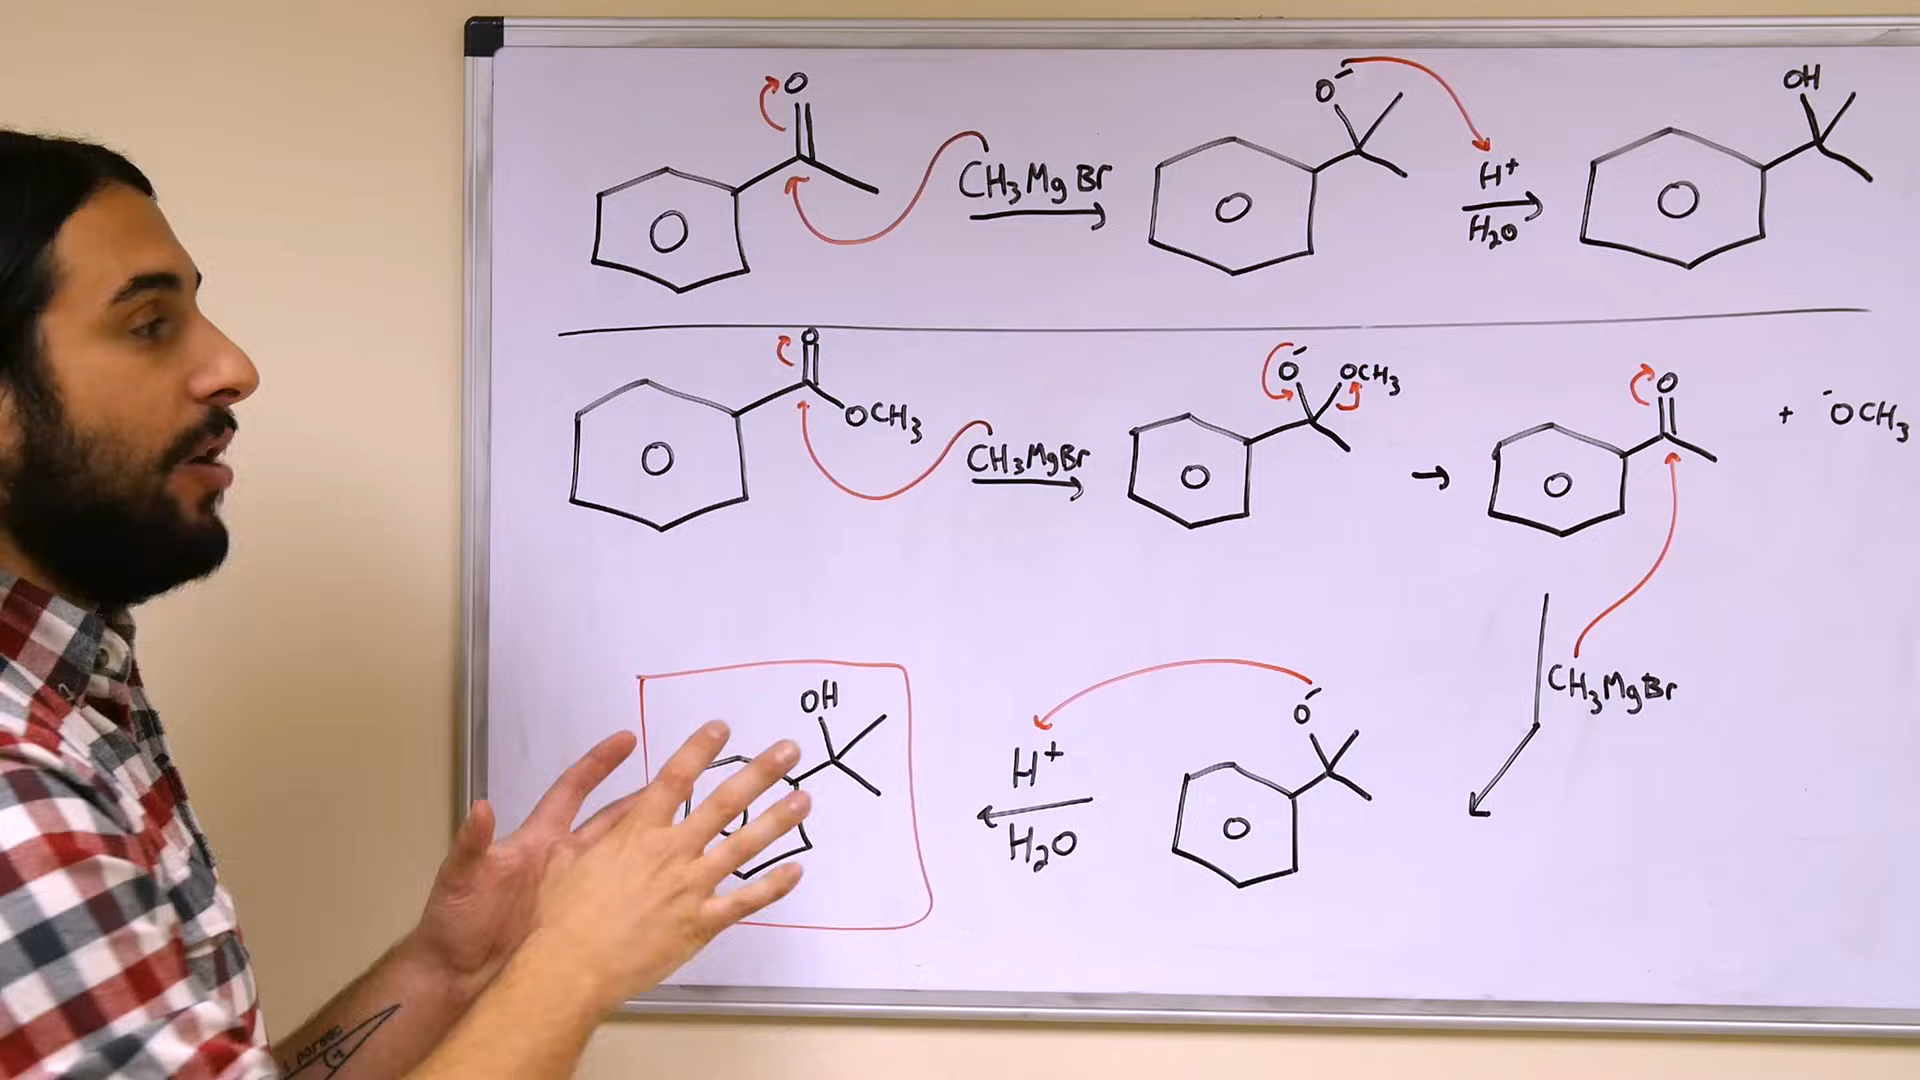 O
CH₃MgBr
O⁻
H⁺
H₂O
OH
O
OCH₃
CH₃MgBr
O⁻
OCH₃
O
+ ⁻OCH₃
CH₃MgBr
O⁻
H⁺
H₂O
OH